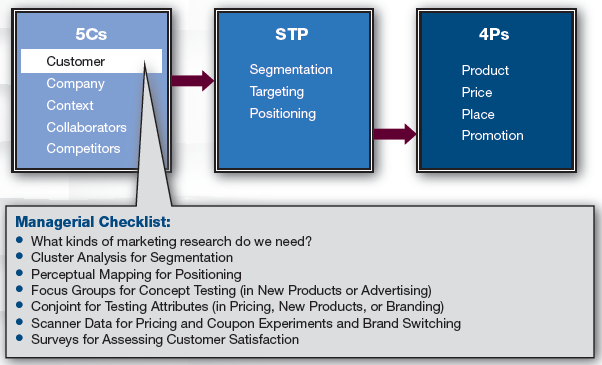 5Cs
Customer
Company
Context
Collaborators
Competitors
STP
Segmentation
Targeting
Positioning
4Ps
Product
Price
Place
Promotion
Managerial Checklist:
• What kinds of marketing research do we need?
• Cluster Analysis for Segmentation
• Perceptual Mapping for Positioning
• Focus Groups for Concept Testing (in New Products or Advertising)
• Conjoint for Testing Attributes (in Pricing, New Products, or Branding)
• Scanner Data for Pricing and Coupon Experiments and Brand Switching
• Surveys for Assessing Customer Satisfaction